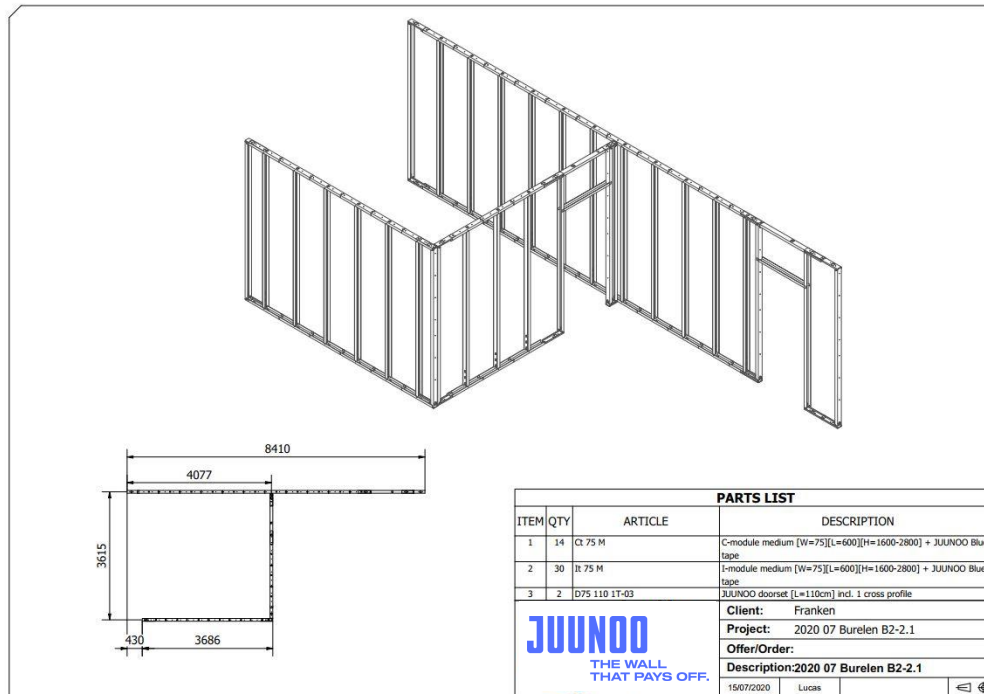 8410
4077
3615
430
3686
PARTS LIST
ITEM QTY ARTICLE DESCRIPTION
1 14 Ct 75 M C-module medium [W=75][L=600][H=1600-2800] + JUUNOO Blue
tape
2 30 It 75 M I-module medium [W=75][L=600][H=1600-2800] + JUUNOO Blue
tape
3 2 D75 110 1T-03 JUUNOO doorset [L=110cm] incl. 1 cross profile
JUUNOO
THE WALL
THAT PAYS OFF.
Client: Franken
Project: 2020 07 Burelen B2-2.1
Offer/Order:
Description:2020 07 Burelen B2-2.1
15/07/2020 Lucas